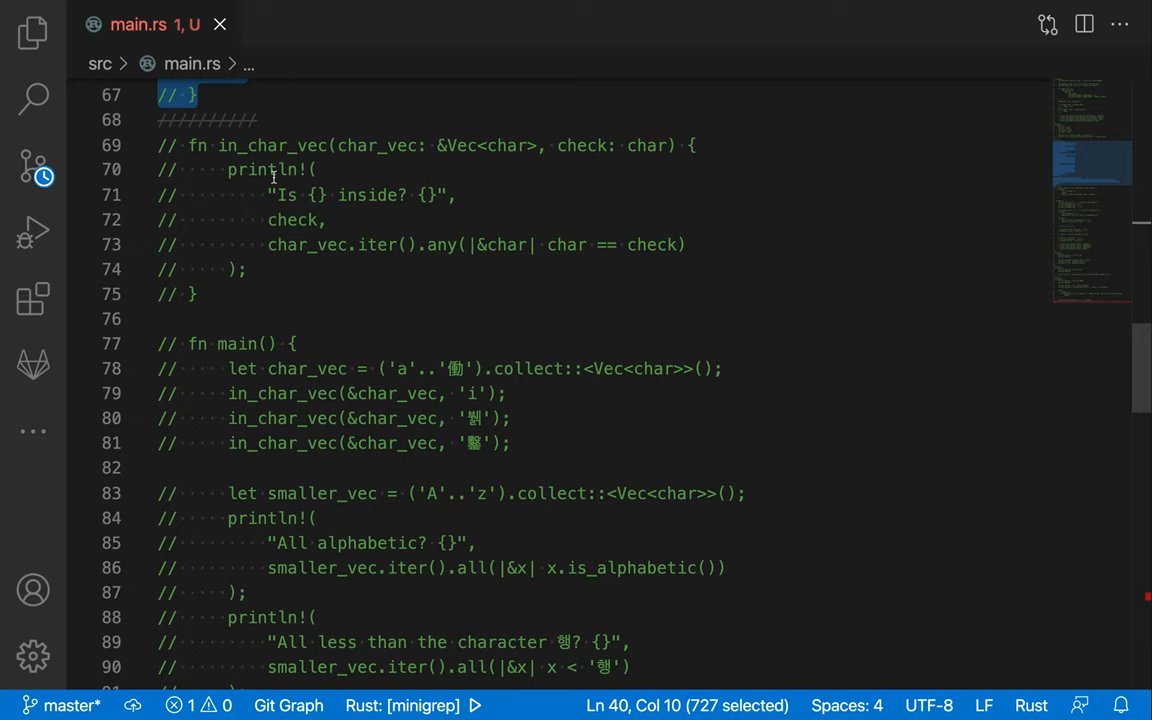 main.rs 1, U
src > main.rs > ...
67 // }
68 //////////
69 // fn in_char_vec(char_vec: &Vec<char>, check: char) {
70 //     println!(
71 //         "Is {} inside? {}",
72 //         check,
73 //         char_vec.iter().any(|&char| char == check)
74 //     );
75 // }
76
77 // fn main() {
78 //     let char_vec = ('a'..'働').collect::<Vec<char>>();
79 //     in_char_vec(&char_vec, 'i');
80 //     in_char_vec(&char_vec, '뷁');
81 //     in_char_vec(&char_vec, '鑿');
82
83 //     let smaller_vec = ('A'..'z').collect::<Vec<char>>();
84 //     println!(
85 //         "All alphabetic? {}",
86 //         smaller_vec.iter().all(|&x| x.is_alphabetic())
87 //     );
88 //     println!(
89 //         "All less than the character 행? {}",
90 //         smaller_vec.iter().all(|&x| x < '행')
master* 1 0 Git Graph Rust: [minigrep] Ln 40, Col 10 (727 selected) Spaces: 4 UTF-8 LF Rust